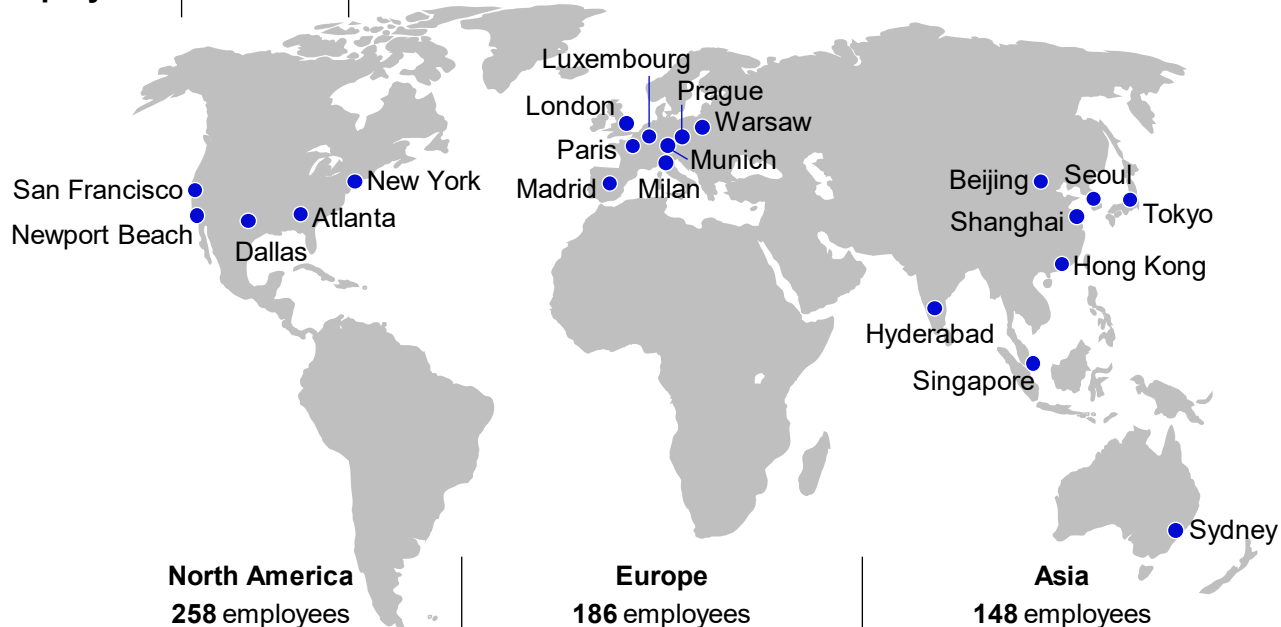 Luxembourg
Prague
London
Warsaw
Paris
Munich
Madrid
Milan
San Francisco
New York
Newport Beach
Atlanta
Dallas
Beijing
Seoul
Shanghai
Tokyo
Hong Kong
Hyderabad
Singapore
Sydney
North America
258 employees
Europe
186 employees
Asia
148 employees